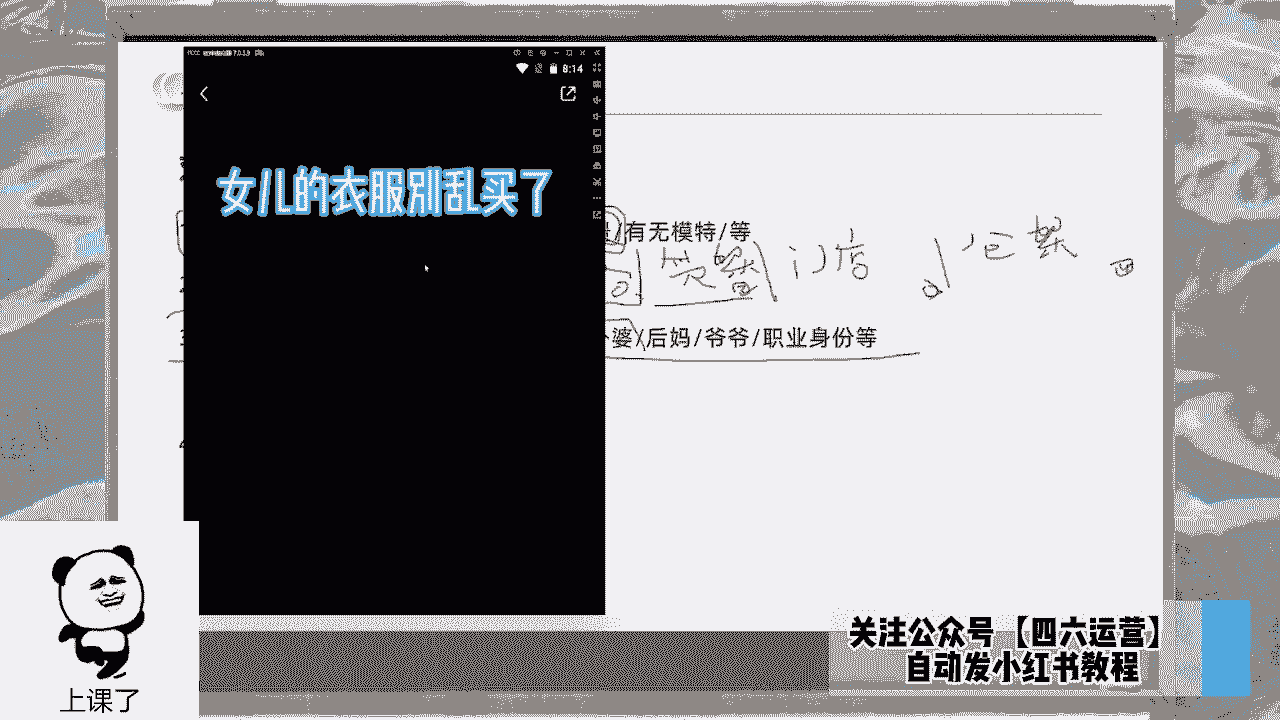 8:14
女儿的衣服别乱买了
有无模特/等
门店
婆/后妈/爷爷/职业身份等
关注公众号【四六运营】
自动发小红书教程
上课了